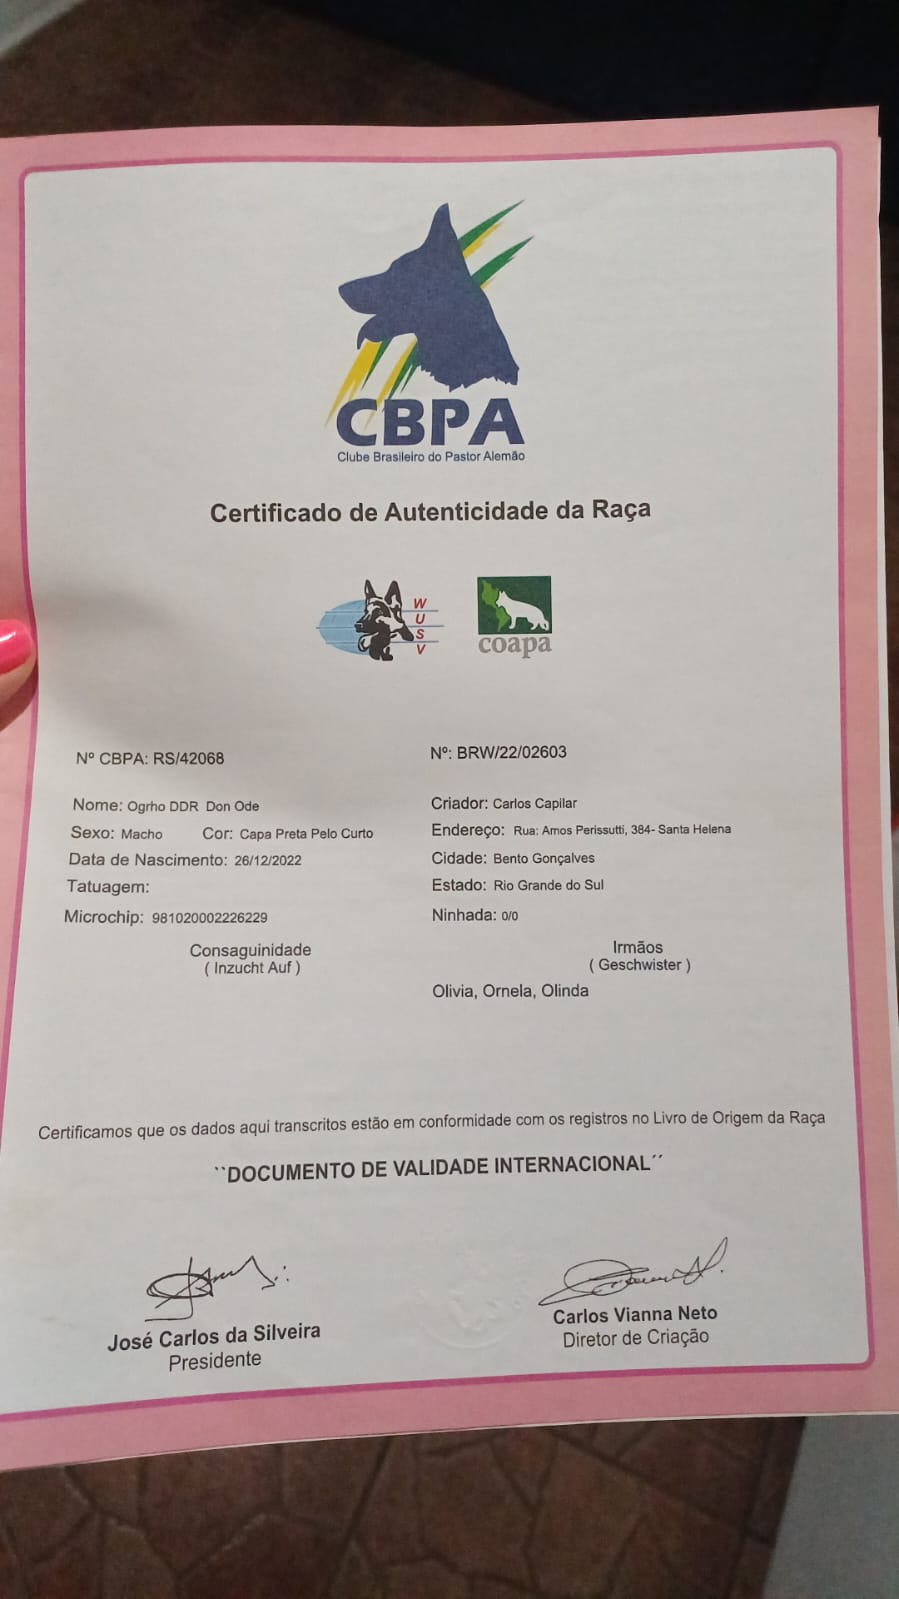 CBPA
Clube Brasileiro do Pastor Alemão
Certificado de Autenticidade da Raça
WUSV
coapa
Nº CBPA: RS/42068
Nº: BRW/22/02603
Nome: Ogrho DDR Don Ode
Criador: Carlos Capilar
Sexo: Macho Cor: Capa Preta Pelo Curto
Endereço: Rua: Amos Perissutti, 384- Santa Helena
Data de Nascimento: 26/12/2022
Cidade: Bento Gonçalves
Tatuagem:
Estado: Rio Grande do Sul
Microchip: 981020002226229
Ninhada: 0/0
Consaguinidade
( Inzucht Auf )
Irmãos
( Geschwister )
Olivia, Ornela, Olinda
Certificamos que os dados aqui transcritos estão em conformidade com os registros no Livro de Origem da Raça
``DOCUMENTO DE VALIDADE INTERNACIONAL´´
José Carlos da Silveira
Presidente
Carlos Vianna Neto
Diretor de Criação